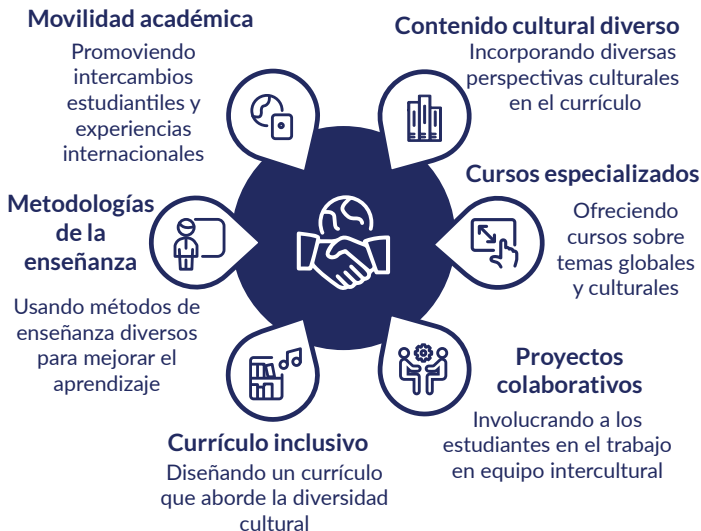 Movilidad académica
Promoviendo
intercambios
estudiantiles y
experiencias
internacionales
Contenido cultural diverso
Incorporando diversas
perspectivas culturales
en el currículo
Metodologías
de la
enseñanza
Usando métodos de
enseñanza diversos
para mejorar el
aprendizaje
Cursos especializados
Ofreciendo
cursos sobre
temas globales
y culturales
Currículo inclusivo
Diseñando un currículo
que aborde la diversidad
cultural
Proyectos
colaborativos
Involucrando a los
estudiantes en el trabajo
en equipo intercultural